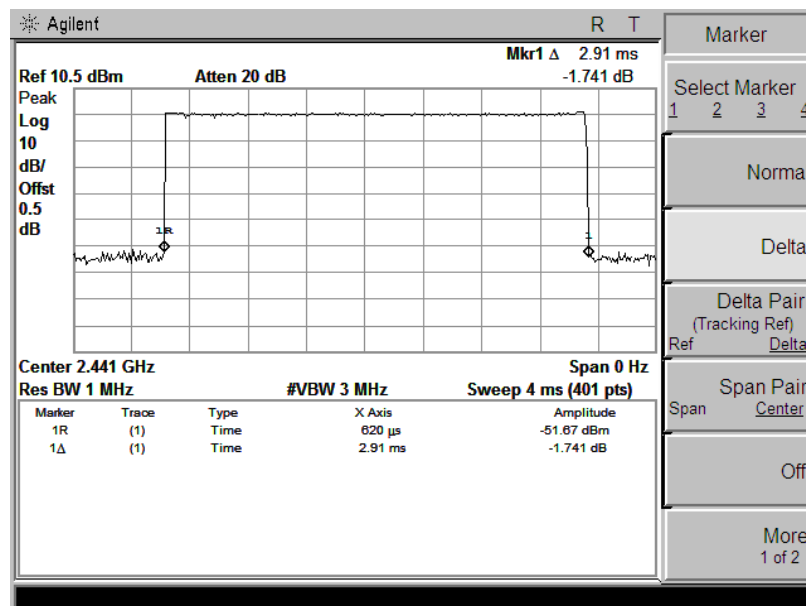 Agilent
R T
Marker
Mkr1 Δ 2.91 ms
Ref 10.5 dBm Atten 20 dB -1.741 dB
Peak
Log
10
dB/
Offst
0.5
dB
1R
1
Center 2.441 GHz Span 0 Hz
Res BW 1 MHz #VBW 3 MHz Sweep 4 ms (401 pts)
Marker Trace Type X Axis Amplitude
1R (1) Time 620 µs -51.67 dBm
1Δ (1) Time 2.91 ms -1.741 dB
Select Marker
1 2 3 4
Norma
Delta
Delta Pair
(Tracking Ref)
Ref Delta
Span Pair
Span Center
Off
More
1 of 2